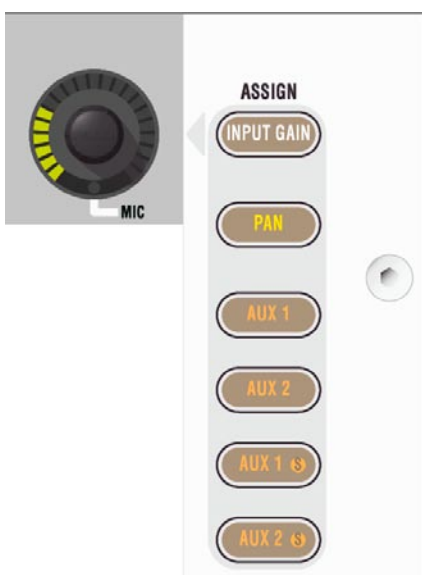 ASSIGN
INPUT GAIN
MIC
PAN
AUX 1
AUX 2
AUX 1 S
AUX 2 S